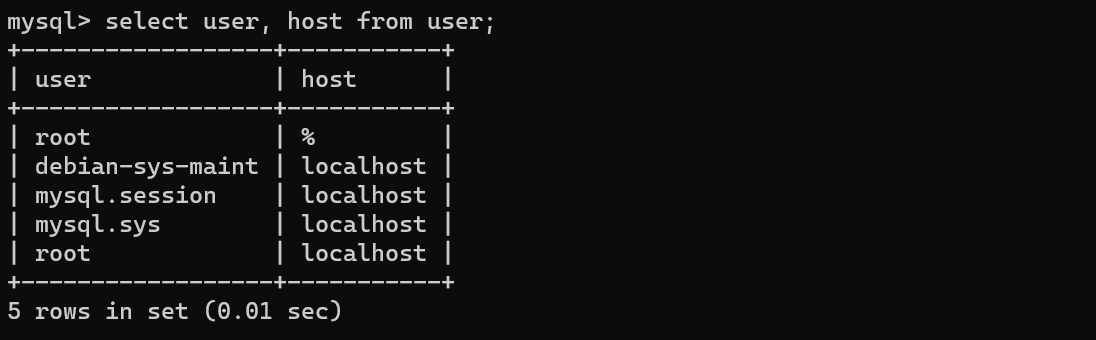 mysql> select user, host from user;
+------------------+-----------+
| user             | host      |
+------------------+-----------+
| root             | %         |
| debian-sys-maint | localhost |
| mysql.session    | localhost |
| mysql.sys        | localhost |
| root             | localhost |
+------------------+-----------+
5 rows in set (0.01 sec)